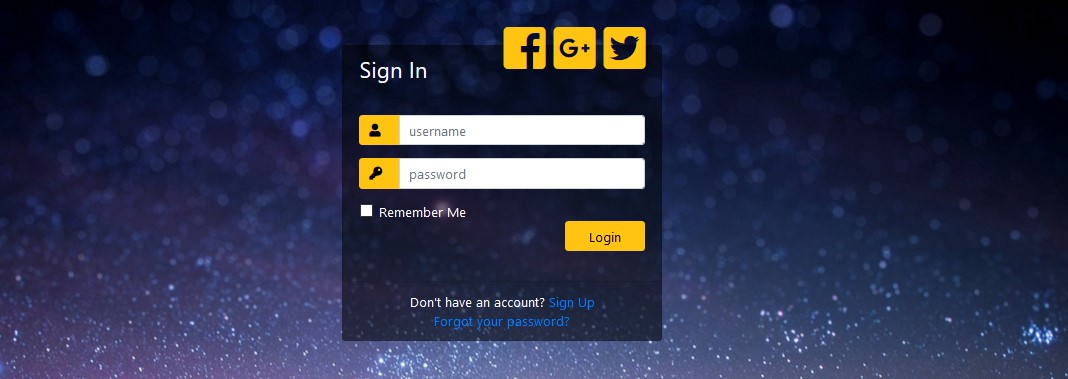 Sign In
username
password
Remember Me
Login
Don't have an account? Sign Up
Forgot your password?